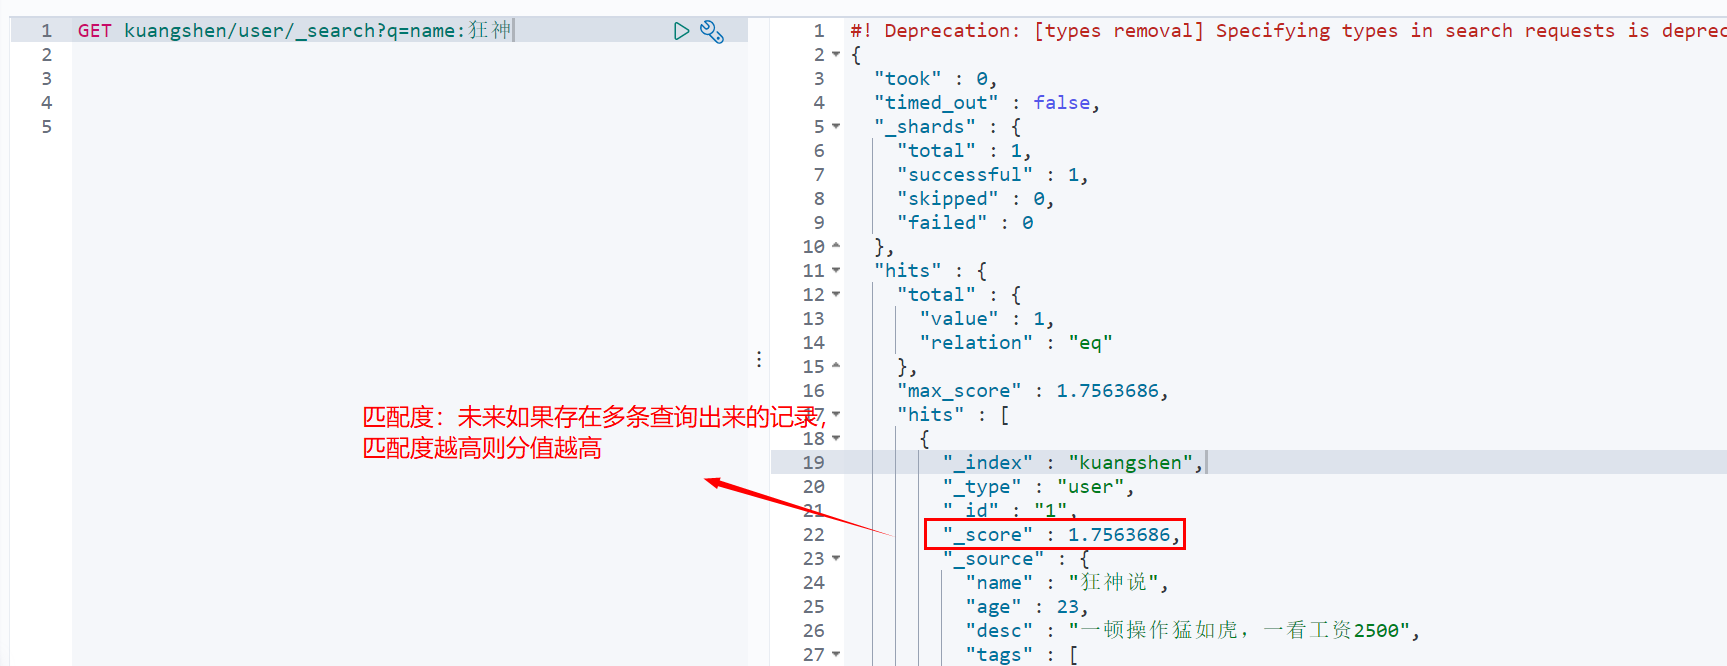 1 GET kuangshen/user/_search?q=name:狂神
2
3
4
5
1 #! Deprecation: [types removal] Specifying types in search requests is
2 {
3 "took" : 0,
4 "timed_out" : false,
5 "_shards" : {
6 "total" : 1,
7 "successful" : 1,
8 "skipped" : 0,
9 "failed" : 0
10 },
11 "hits" : {
12 "total" : {
13 "value" : 1,
14 "relation" : "eq"
15 },
16 "max_score" : 1.7563686,
17 "hits" : [
18 {
19 "_index" : "kuangshen",
20 "_type" : "user",
21 "_id" : "1",
22 "_score" : 1.7563686,
23 "_source" : {
24 "name" : "狂神说",
25 "age" : 23,
26 "desc" : "一顿操作猛如虎，一看工资2500",
27 "tags" : [
匹配度：未来如果存在多条查询出来的记录，
匹配度越高则分值越高